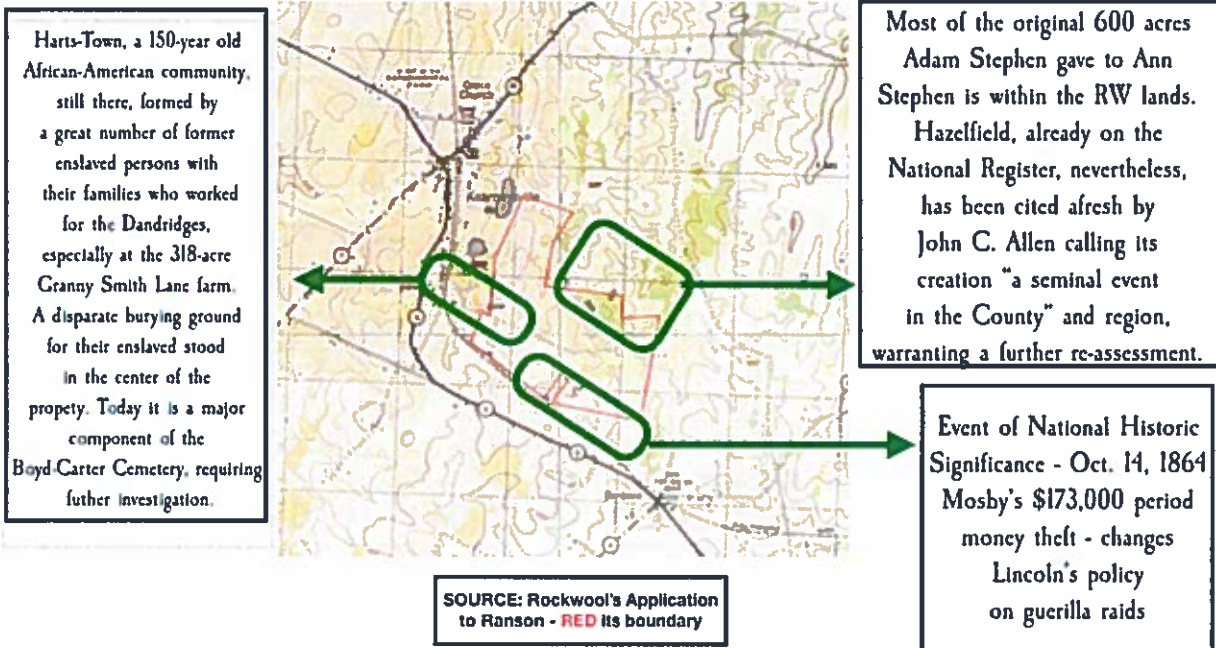 Harts-Town, a 150-year old
African-American community,
still there, formed by
a great number of former
enslaved persons with
their families who worked
for the Dandridges,
especially at the 318-acre
Granny Smith Lane farm.
A disparate burying ground
for their enslaved stood
in the center of the
propety. Today it is a major
component of the
Boyd-Carter Cemetery, requiring
futher investigation.
Most of the original 600 acres
Adam Stephen gave to Ann
Stephen is within the RW lands.
Hazelfield, already on the
National Register, nevertheless,
has been cited afresh by
John C. Allen calling its
creation "a seminal event
in the County" and region,
warranting a further re-assessment.
Event of National Historic
Significance - Oct. 14, 1864
Mosby's $173,000 period
money theft - changes
Lincoln's policy
on guerilla raids
SOURCE: Rockwool's Application
to Ranson - RED its boundary